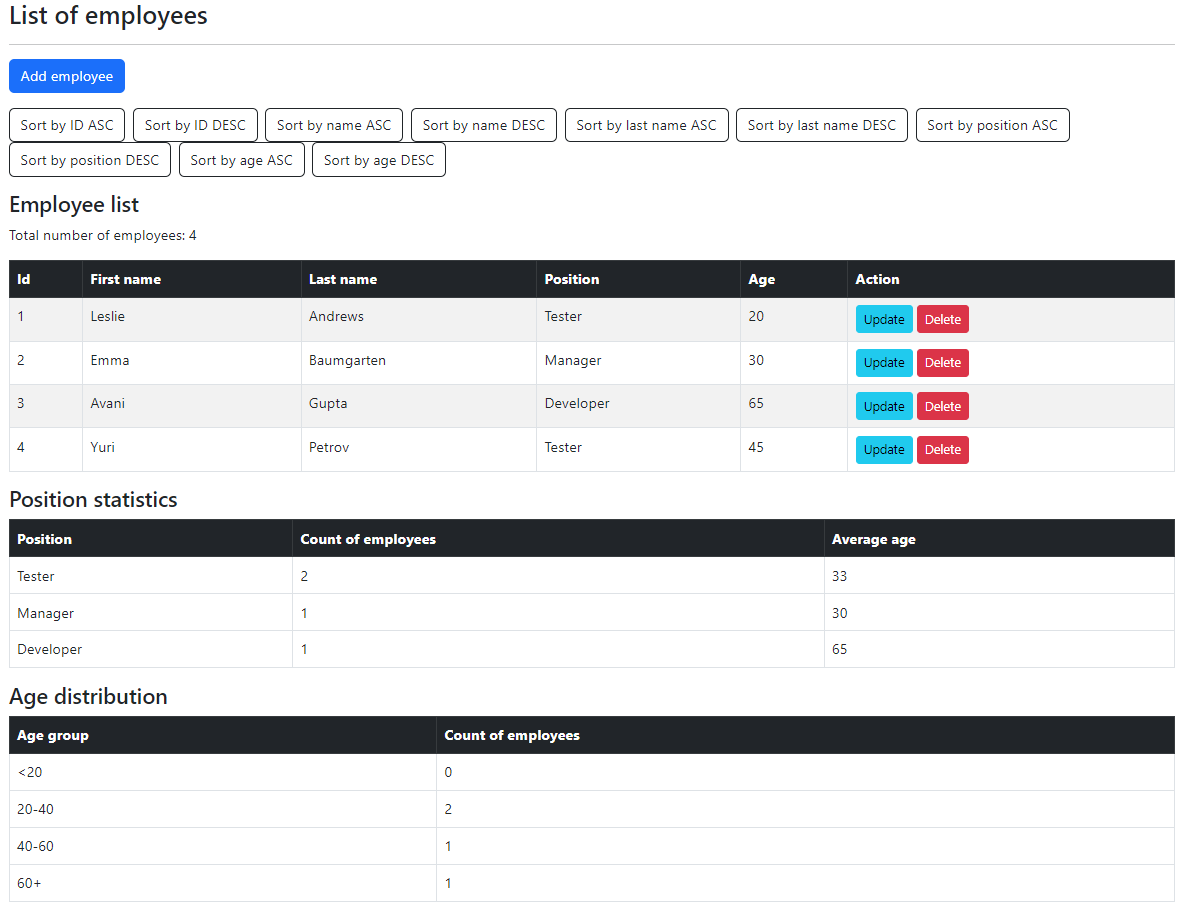 List of employees
Add employee
Sort by ID ASC Sort by ID DESC Sort by name ASC Sort by name DESC Sort by last name ASC Sort by last name DESC Sort by position ASC
Sort by position DESC Sort by age ASC Sort by age DESC
Employee list
Total number of employees: 4
Id First name Last name Position Age Action
1 Leslie Andrews Tester 20 Update Delete
2 Emma Baumgarten Manager 30 Update Delete
3 Avani Gupta Developer 65 Update Delete
4 Yuri Petrov Tester 45 Update Delete
Position statistics
Position Count of employees Average age
Tester 2 33
Manager 1 30
Developer 1 65
Age distribution
Age group Count of employees
<20 0
20-40 2
40-60 1
60+ 1